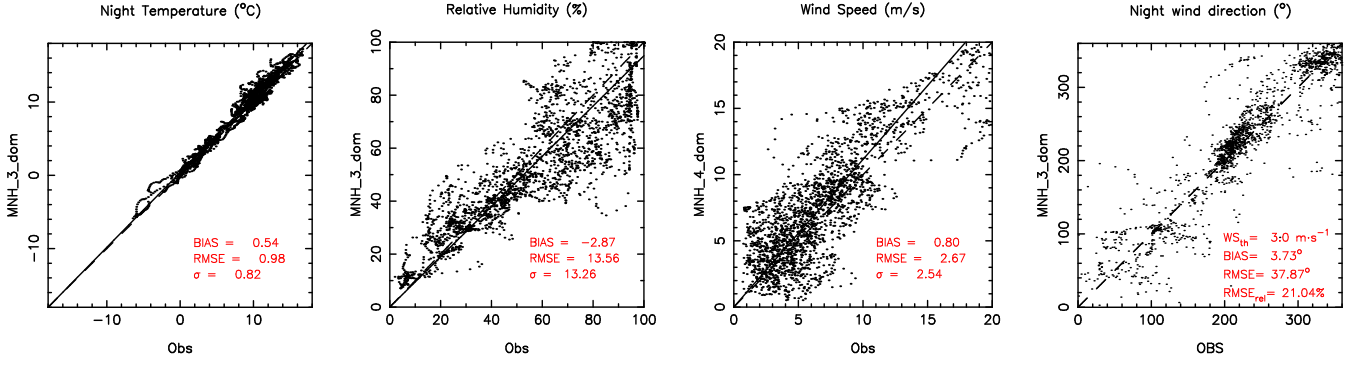 Night Temperature (°C)
MNH_3_dom
10
0
−10
−10 0 10
Obs
BIAS = 0.54
RMSE = 0.98
σ = 0.82
Relative Humidity (%)
MNH_3_dom
100
80
60
40
20
0
0 20 40 60 80 100
Obs
BIAS = −2.87
RMSE = 13.56
σ = 13.26
Wind Speed (m/s)
MNH_4_dom
20
15
10
5
0
0 5 10 15 20
Obs
BIAS = 0.80
RMSE = 2.67
σ = 2.54
Night wind direction (°)
MNH_3_dom
300
200
100
0
0 100 200 300
OBS
WSth= 3.0 m·s−1
BIAS= 3.73°
RMSE= 37.87°
RMSErel= 21.04%